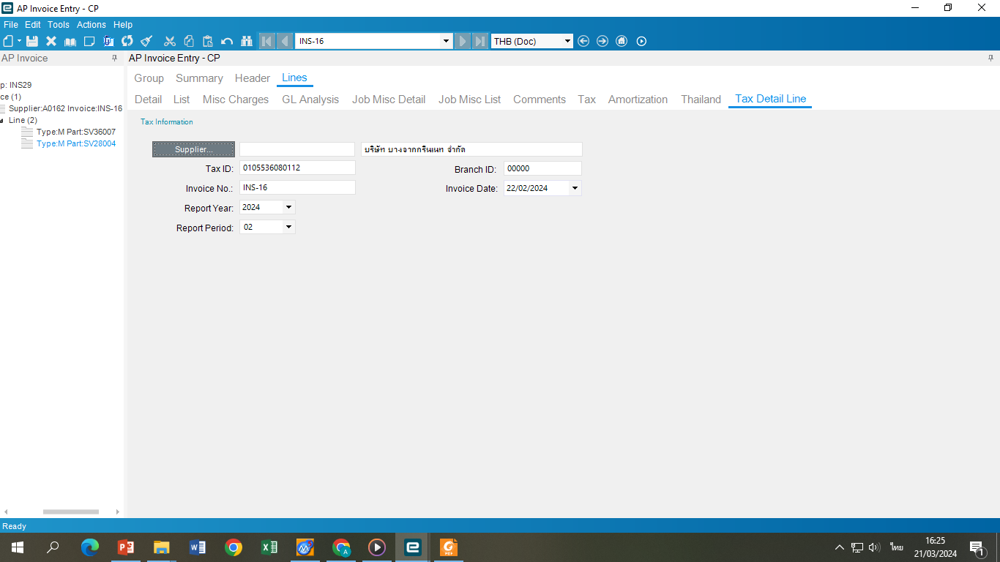 AP Invoice Entry - CP
File Edit Tools Actions Help
INS-16 THB (Doc)
AP Invoice
AP Invoice Entry - CP
p: INS29
ce (1)
Supplier:A0162 Invoice:INS-16
Line (2)
Type:M Part:SV36007
Type:M Part:SV28004
Group Summary Header Lines
Detail List Misc Charges GL Analysis Job Misc Detail Job Misc List Comments Tax Amortization Thailand Tax Detail Line
Tax Information
Supplier... บริษัท บางจากกรีนเนท จำกัด
Tax ID: 0105536080112 Branch ID: 00000
Invoice No.: INS-16 Invoice Date: 22/02/2024
Report Year: 2024
Report Period: 02
Ready
ไทย
16:25
21/03/2024
1